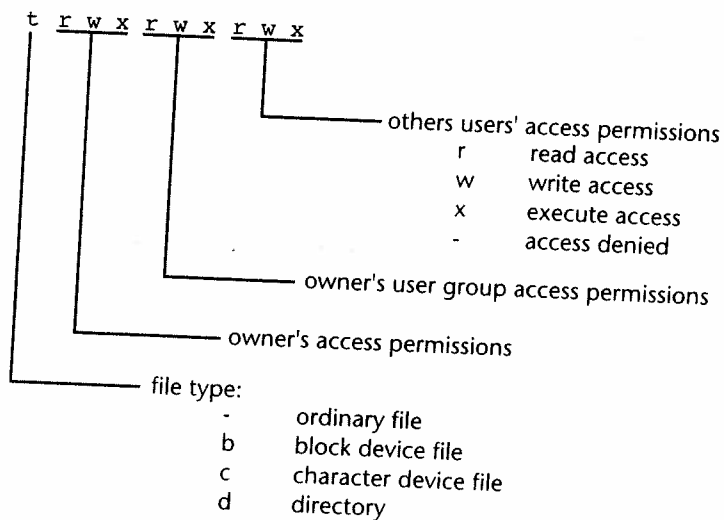 t r w x r w x r w x
others users' access permissions
r read access
w write access
x execute access
- access denied
owner's user group access permissions
owner's access permissions
file type:
- ordinary file
b block device file
c character device file
d directory